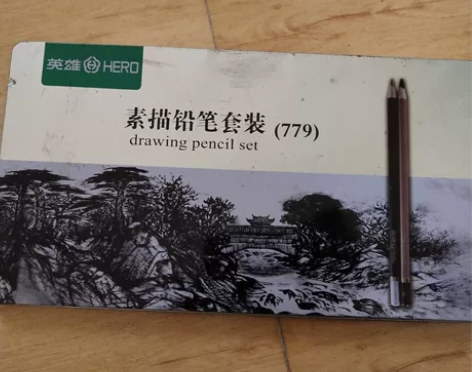 英雄 HERO
素描铅笔套装 (779)
drawing pencil set